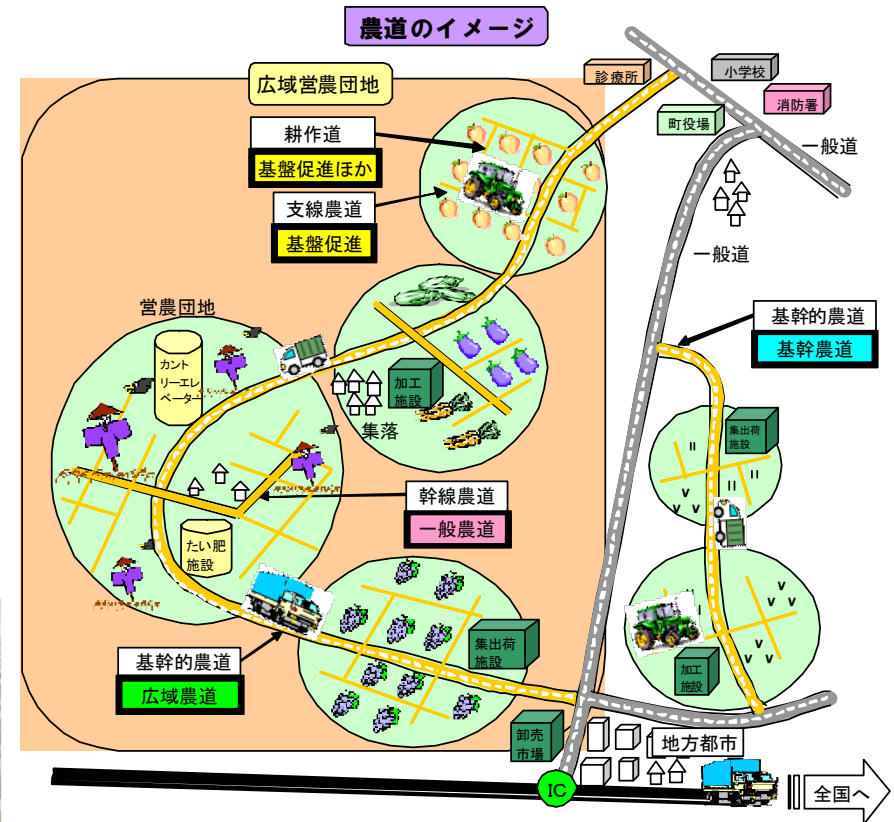 農道のイメージ
広域営農団地
診療所
小学校
消防署
町役場
一般道
耕作道
基盤促進ほか
支線農道
基盤促進
一般道
営農団地
カント
リーエレ
ベーター
加工
施設
集落
基幹的農道
基幹農道
集出荷
施設
幹線農道
一般農道
たい肥
施設
集出荷
施設
加工
施設
基幹的農道
広域農道
卸売
市場
地方都市
IC
全国へ